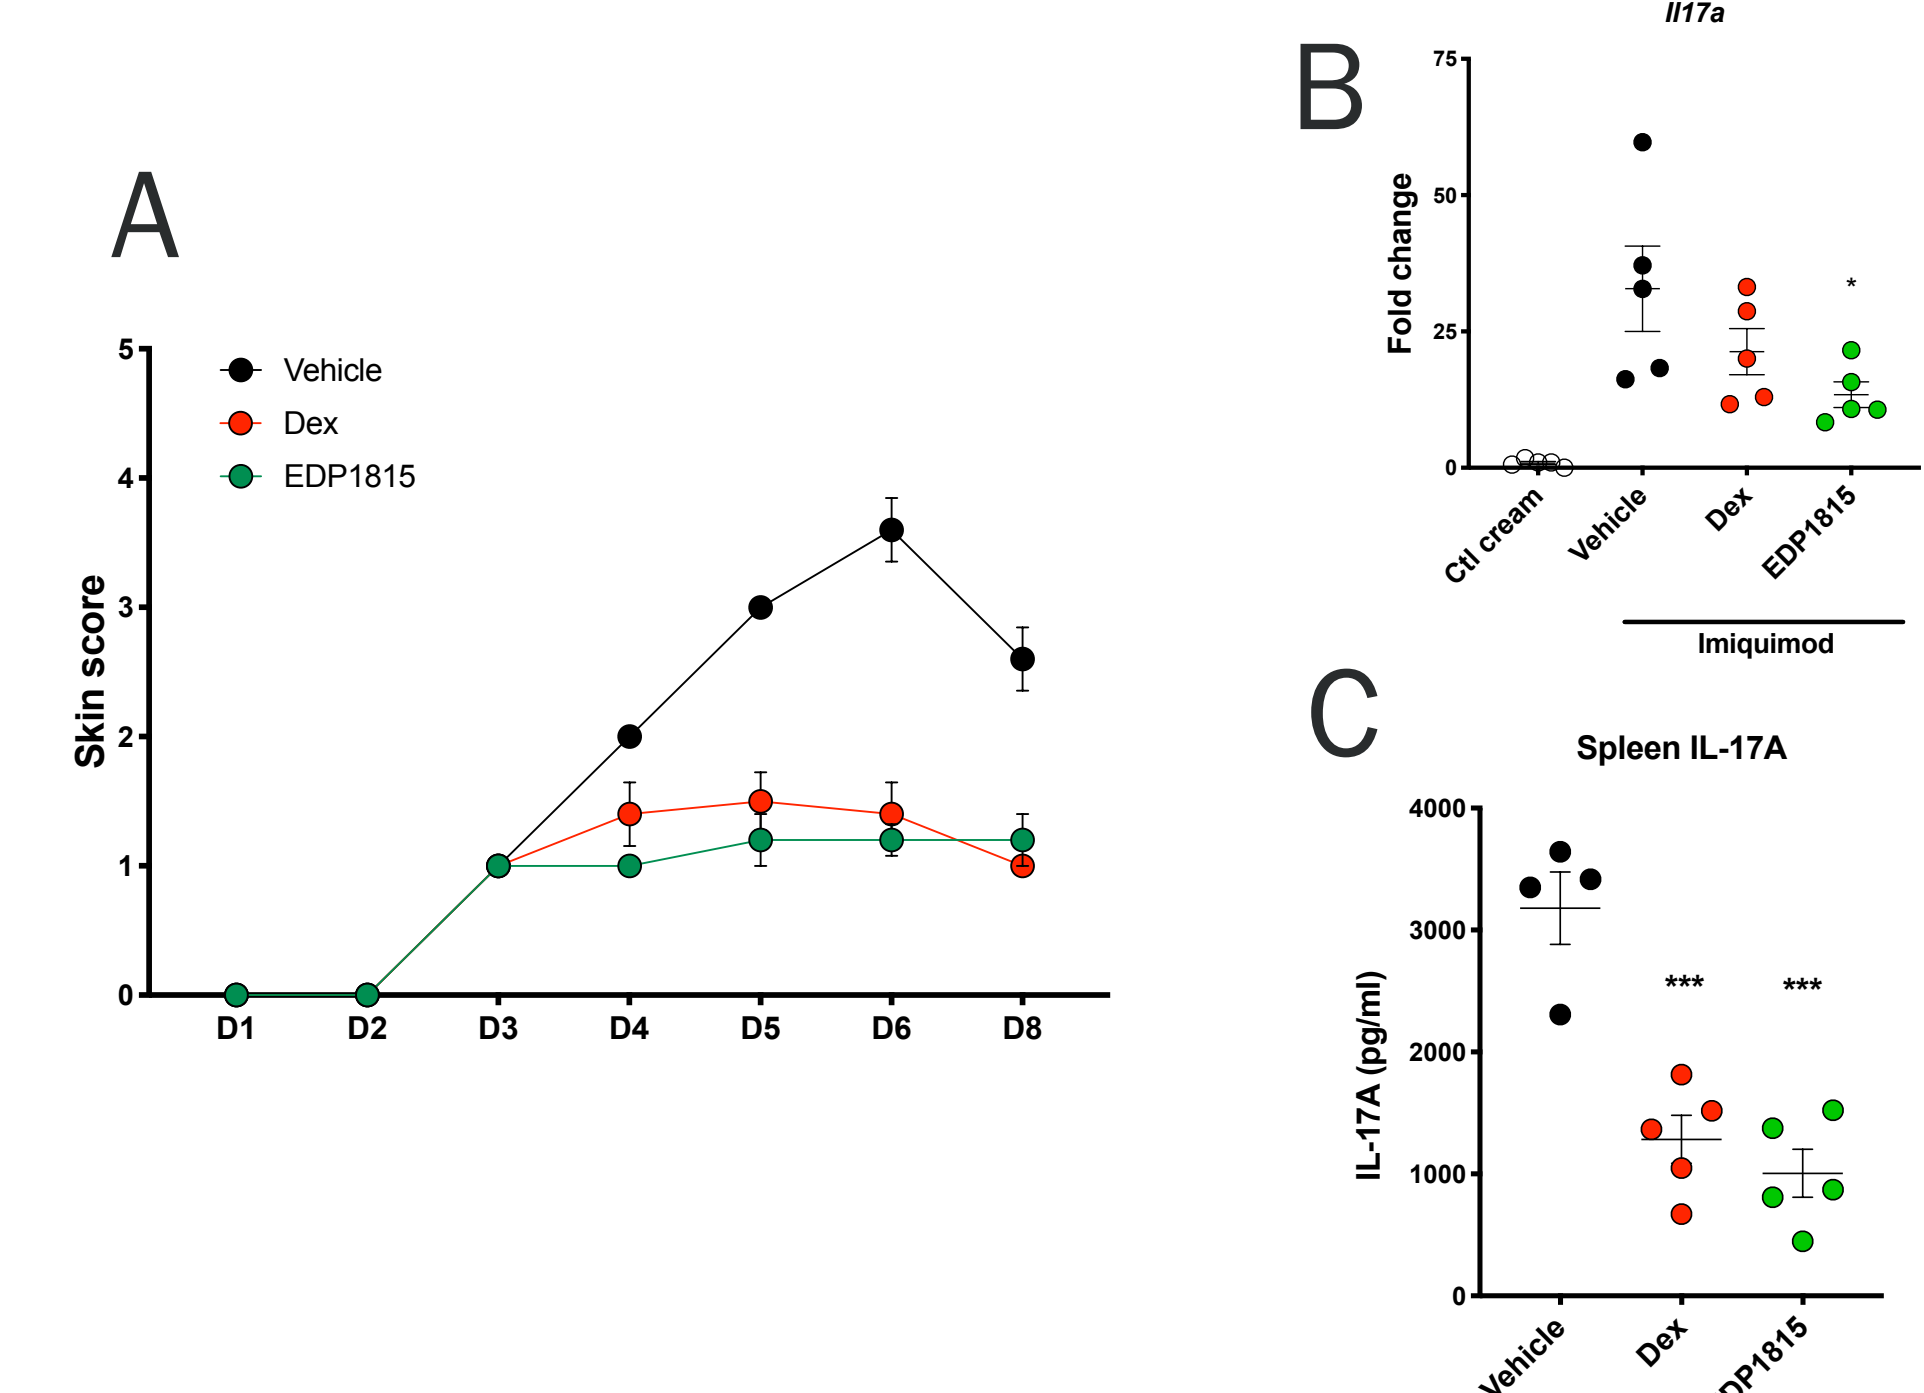 A
5
4
3
2
1
0
Skin score
Vehicle
Dex
EDP1815
D1 D2 D3 D4 D5 D6 D8
B
Il17a
75
50
25
0
Fold change
*
Ctl cream Vehicle Dex EDP1815
Imiquimod
C
Spleen IL-17A
4000
3000
2000
1000
0
IL-17A (pg/ml)
*** ***
Vehicle Dex DP1815